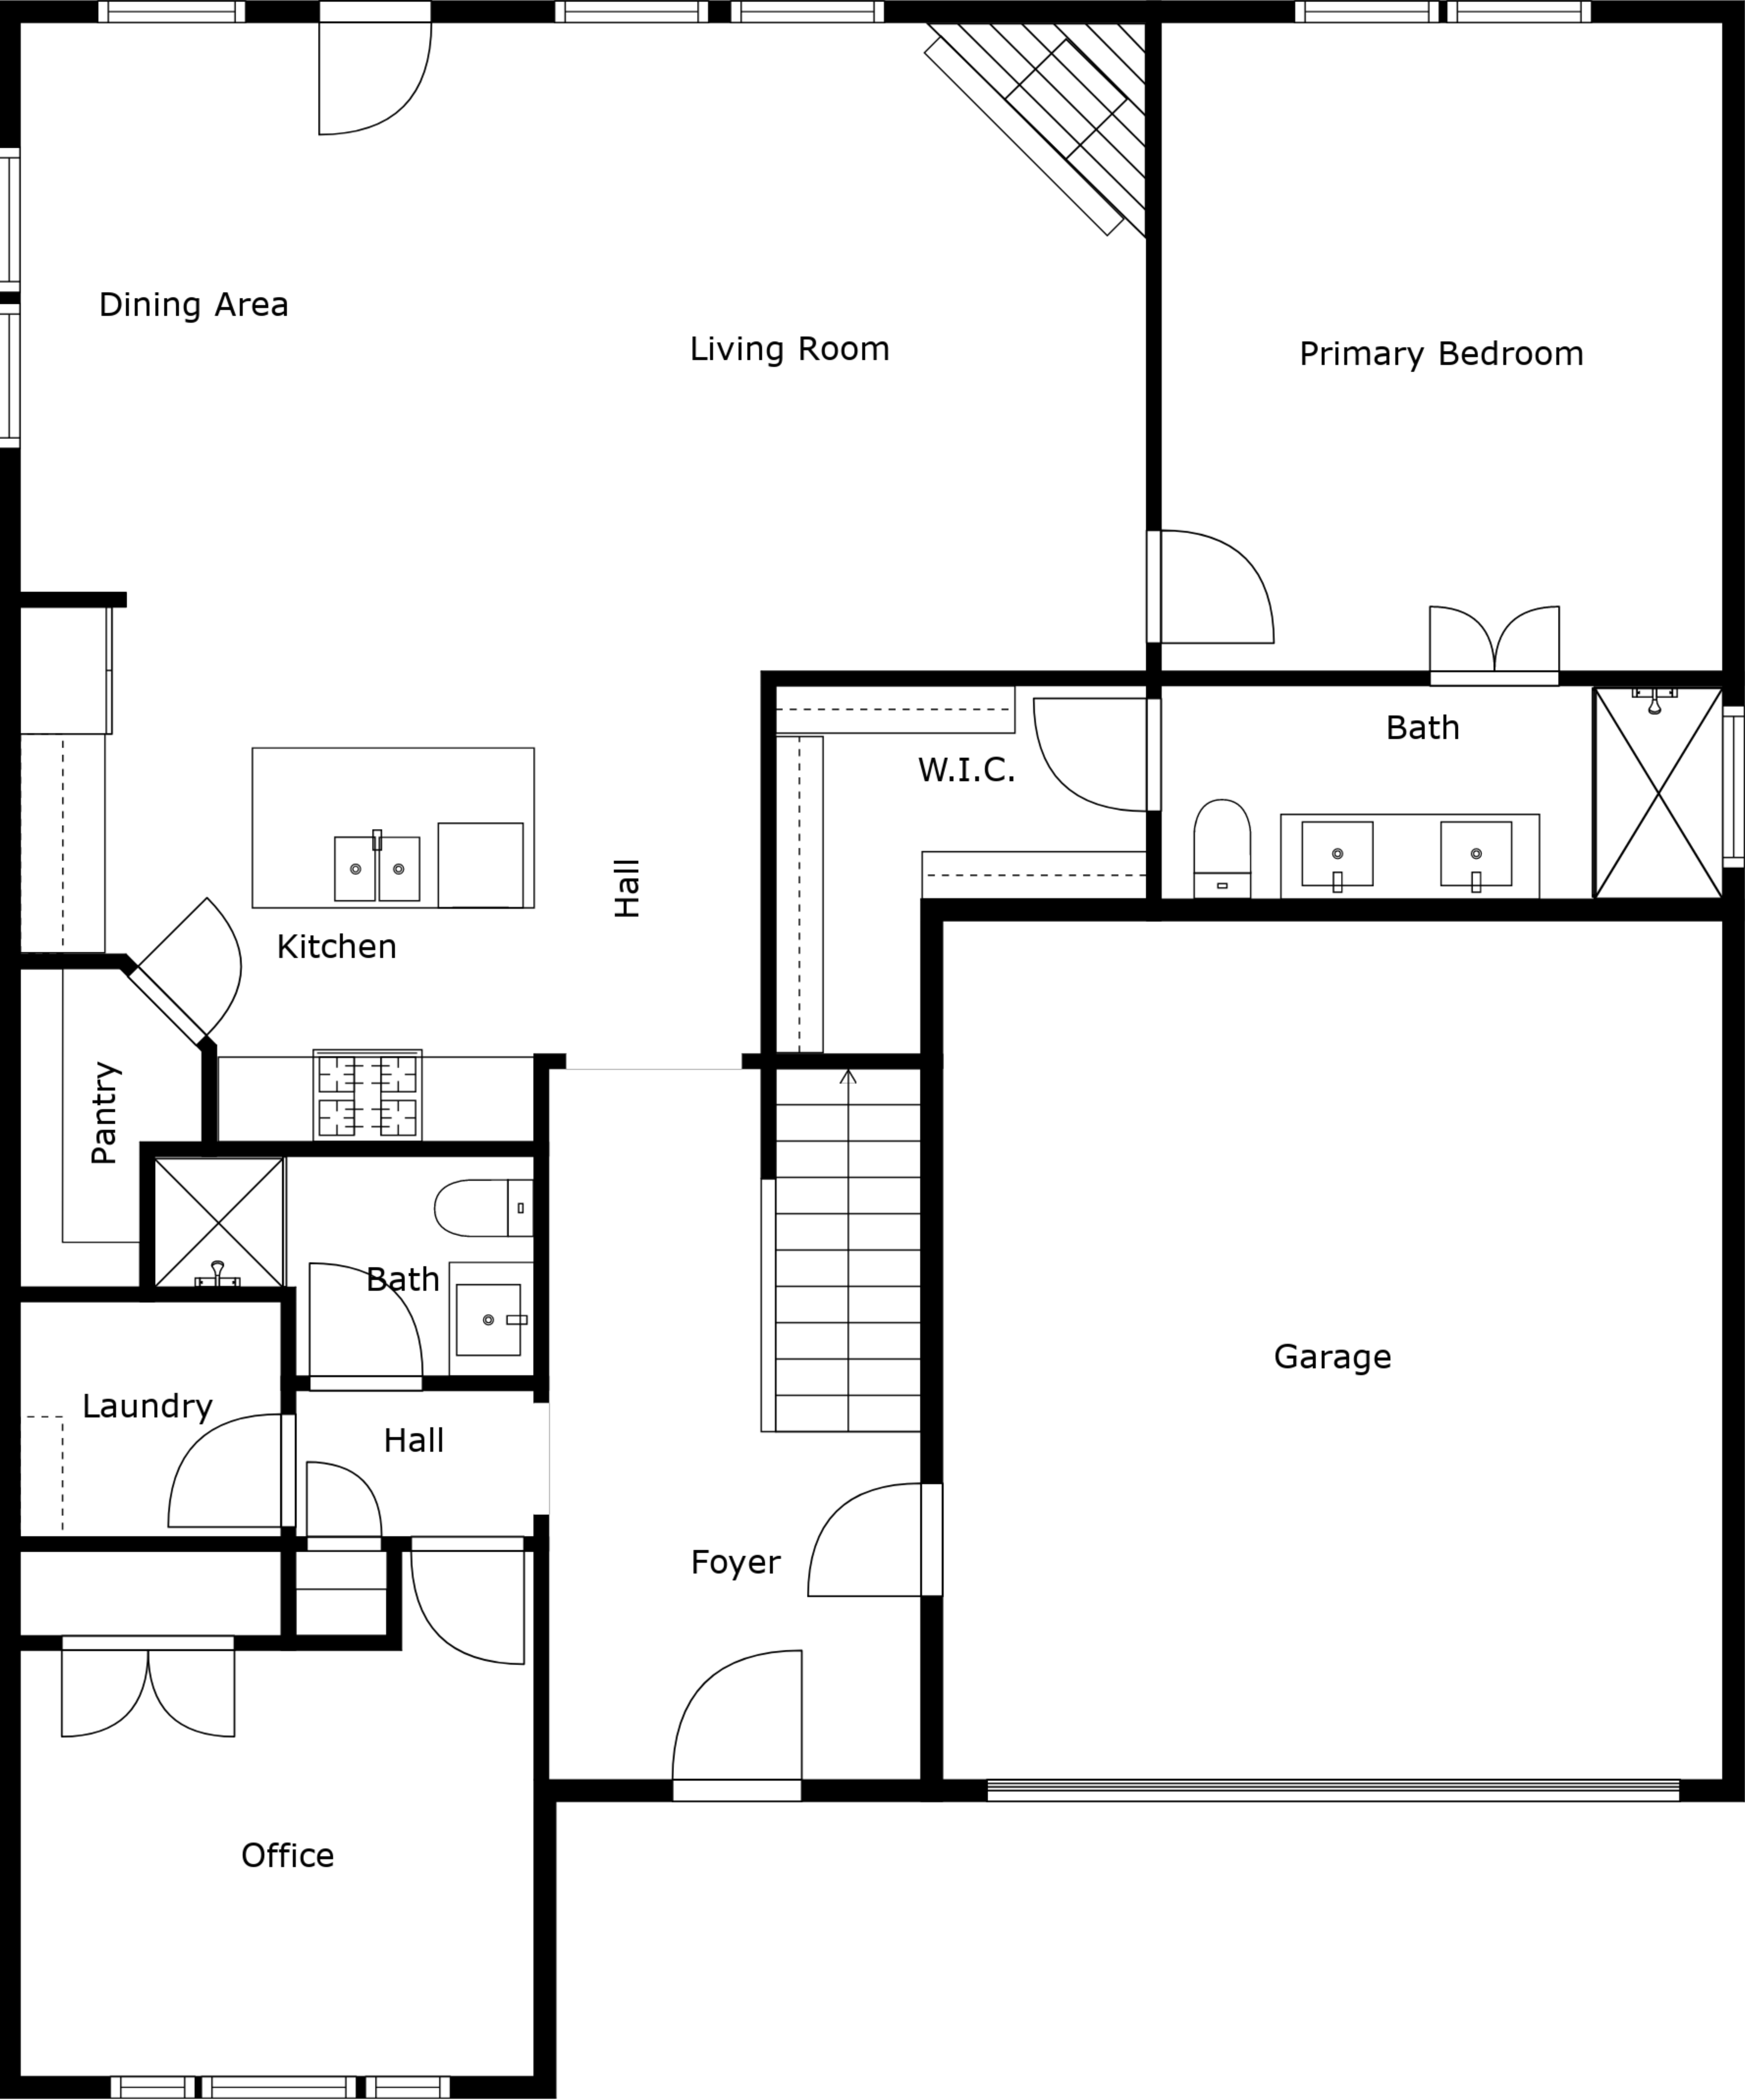 Dining Area
Living Room
Primary Bedroom
Bath
W.I.C.
Hall
Kitchen
Pantry
Bath
Garage
Laundry
Hall
Foyer
Office